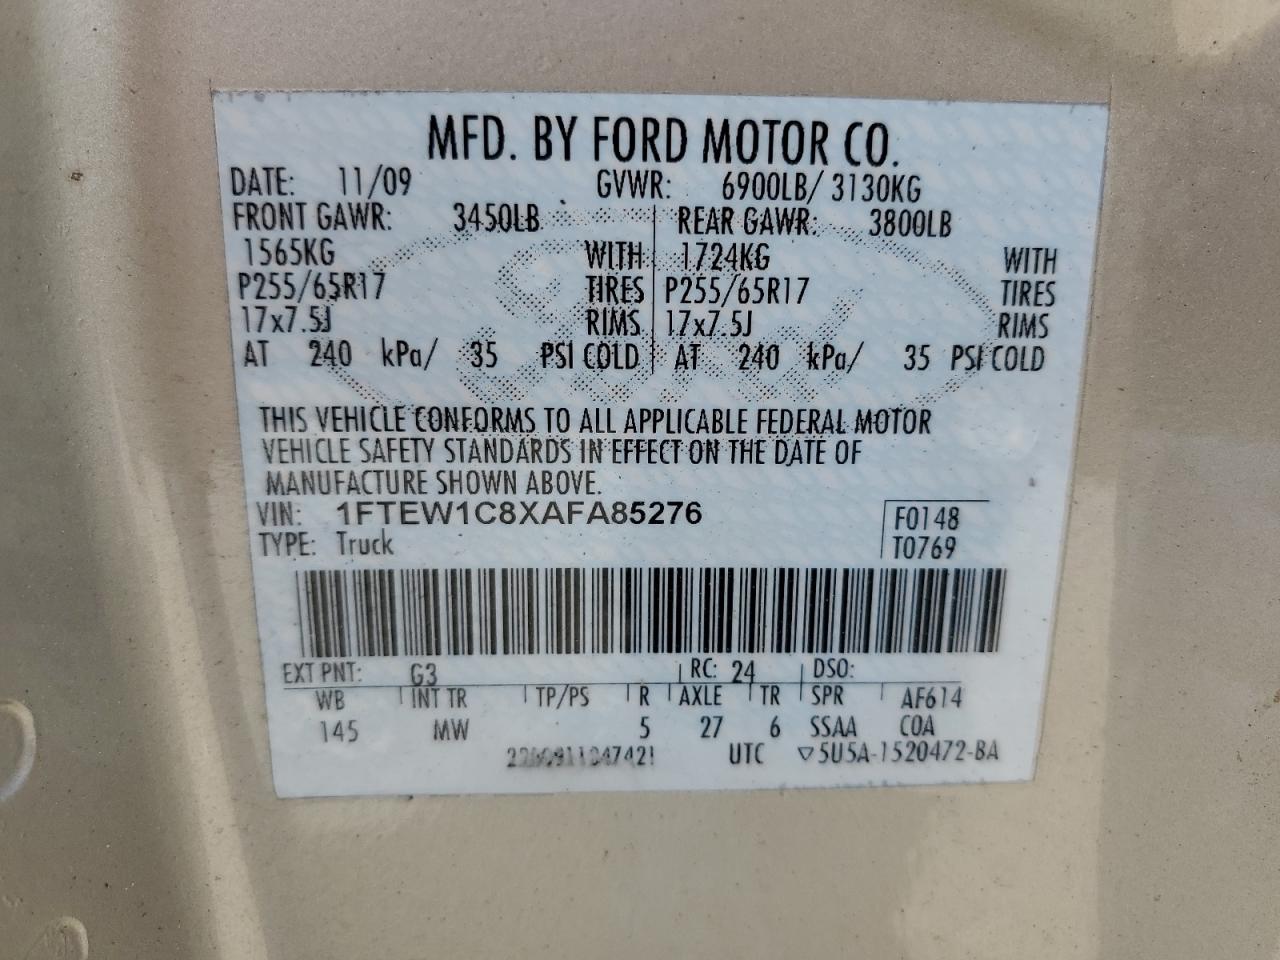 MFD. BY FORD MOTOR CO.
DATE: 11/09 GVWR: 6900LB/ 3130KG
FRONT GAWR: 3450LB REAR GAWR: 3800LB
1565KG WITH 1724KG WITH
P255/65R17 TIRES P255/65R17 TIRES
17x7.5J RIMS 17x7.5J RIMS
AT 240 kPa/ 35 PSI COLD AT 240 kPa/ 35 PSI COLD
THIS VEHICLE CONFORMS TO ALL APPLICABLE FEDERAL MOTOR
VEHICLE SAFETY STANDARDS IN EFFECT ON THE DATE OF
MANUFACTURE SHOWN ABOVE.
VIN: 1FTEW1C8XAFA85276 F0148
TYPE: Truck T0769
EXT PNT: G3 RC: 24 DSO:
WB INT TR TP/PS R AXLE TR SPR AF614
145 MW 5 27 6 SSAA COA
UTC ▽5U5A-1520472-BA